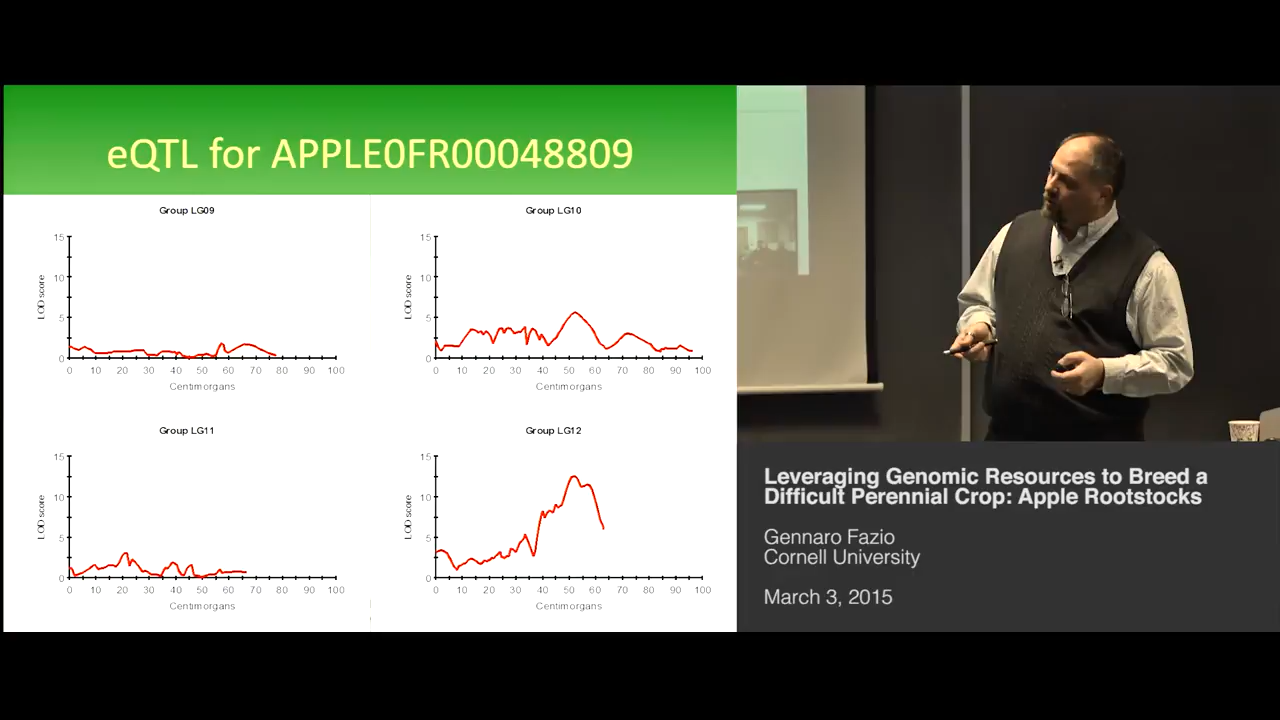 eQTL for APPLE0FR00048809
Group LG09
15
10
5
0
LOD score
0 10 20 30 40 50 60 70 80 90 100
Centimorgans
Group LG10
15
10
5
0
LOD score
0 10 20 30 40 50 60 70 80 90 100
Centimorgans
Group LG11
15
10
5
0
LOD score
0 10 20 30 40 50 60 70 80 90 100
Centimorgans
Group LG12
15
10
5
0
LOD score
0 10 20 30 40 50 60 70 80 90 100
Centimorgans
Leveraging Genomic Resources to Breed a
Difficult Perennial Crop: Apple Rootstocks
Gennaro Fazio
Cornell University
March 3, 2015